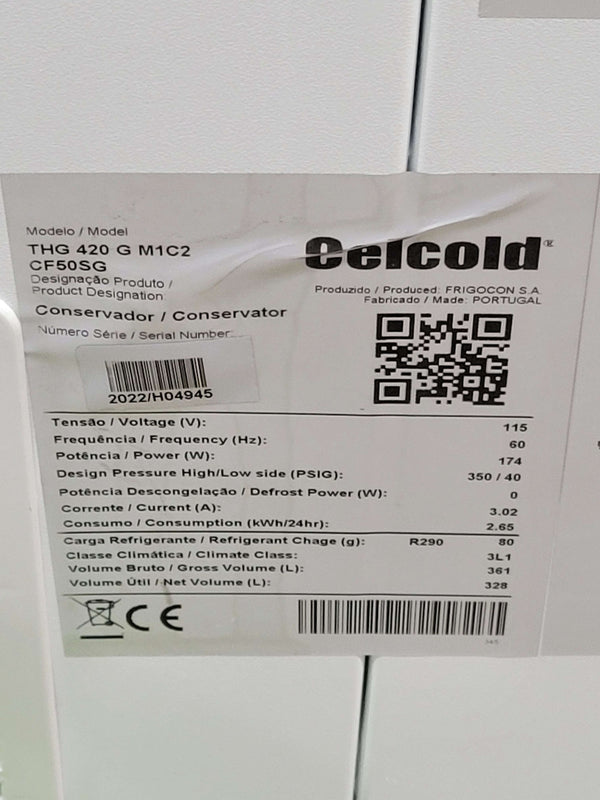 Modelo / Model
THG 420 G M1C2
CF50SG
Designação Produto /
Product Designation:
Conservador / Conservator
Número Série / Serial Number:
2022/H04945
Celcold®
Produzido / Produced: FRIGOCON S.A.
Fabricado / Made: PORTUGAL
Tensão / Voltage (V): 115
Frequência / Frequency (Hz): 60
Potência / Power (W): 174
Design Pressure High/Low side (PSIG): 350 / 40
Potência Descongelação / Defrost Power (W): 0
Corrente / Current (A): 3.02
Consumo / Consumption (kWh/24hr): 2.65
Carga Refrigerante / Refrigerant Chage (g): R290 80
Classe Climática / Climate Class: 3L1
Volume Bruto / Gross Volume (L): 361
Volume Útil / Net Volume (L): 328
CE